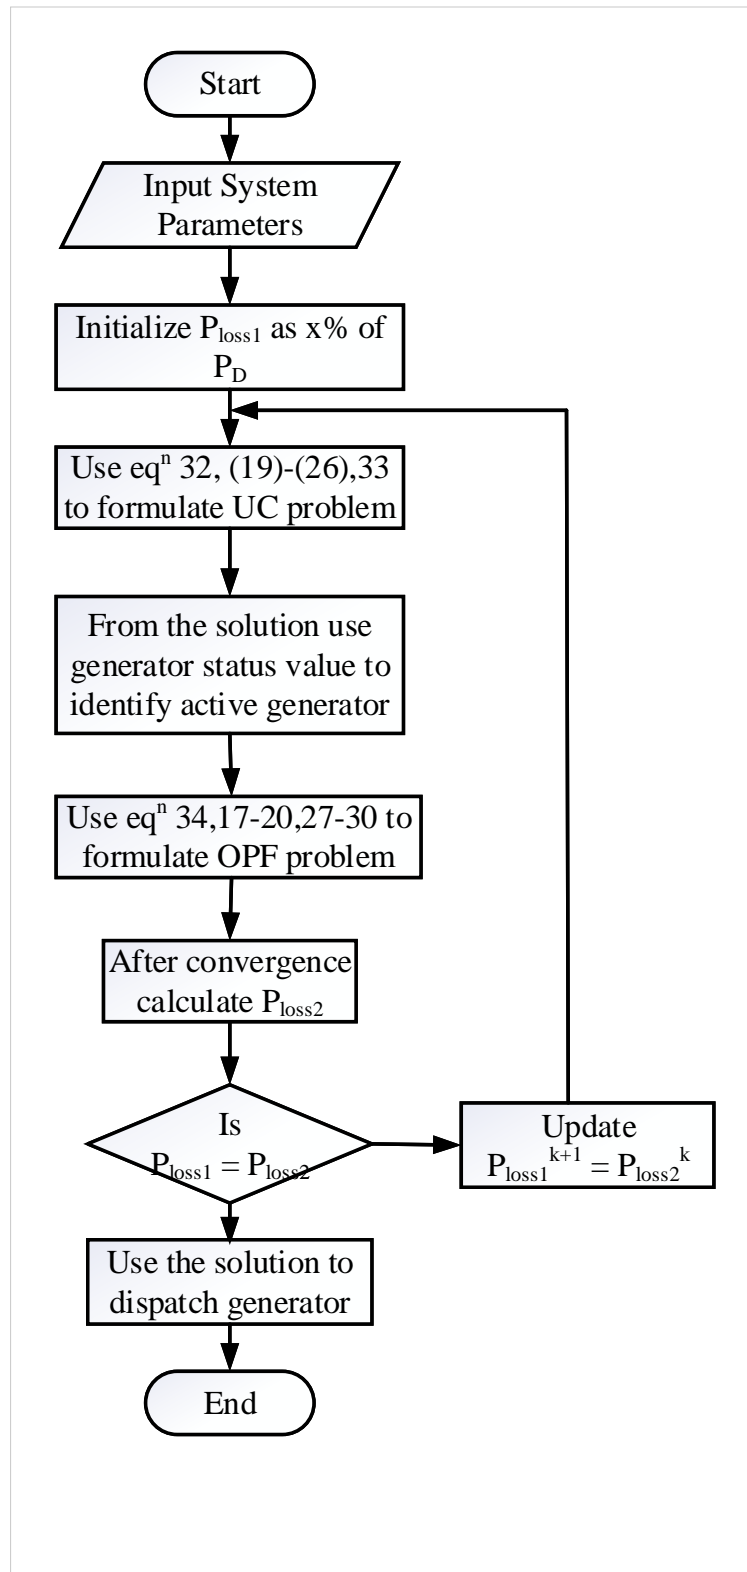 Start
Input System
Parameters
Initialize P_loss1 as x% of
P_D
Use eq^n 32, (19)-(26),33
to formulate UC problem
From the solution use
generator status value to
identify active generator
Use eq^n 34,17-20,27-30 to
formulate OPF problem
After convergence
calculate P_loss2
Is
P_loss1 = P_loss2
Update
P_loss1^k+1 = P_loss2^k
Use the solution to
dispatch generator
End